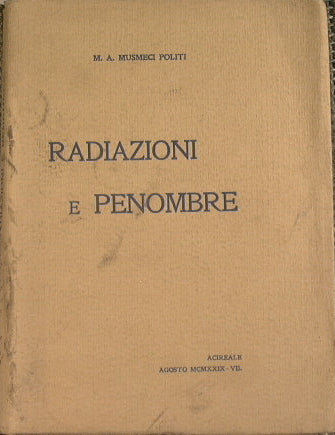 M. A. MUSMECI POLITI
RADIAZIONI
E PENOMBRE
ACIREALE
AGOSTO MCMXXIX - VII.